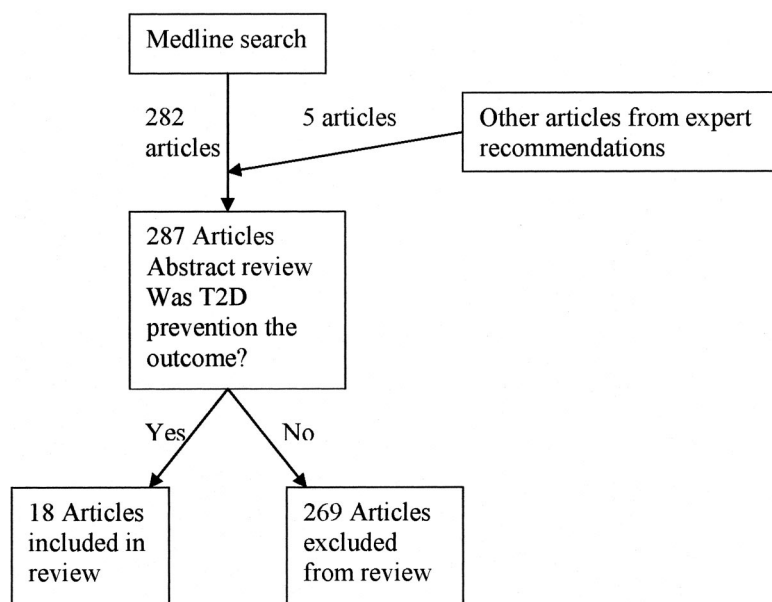 Medline search
282
articles
5 articles
Other articles from expert
recommendations
287 Articles
Abstract review
Was T2D
prevention the
outcome?
Yes
No
18 Articles
included in
review
269 Articles
excluded
from review